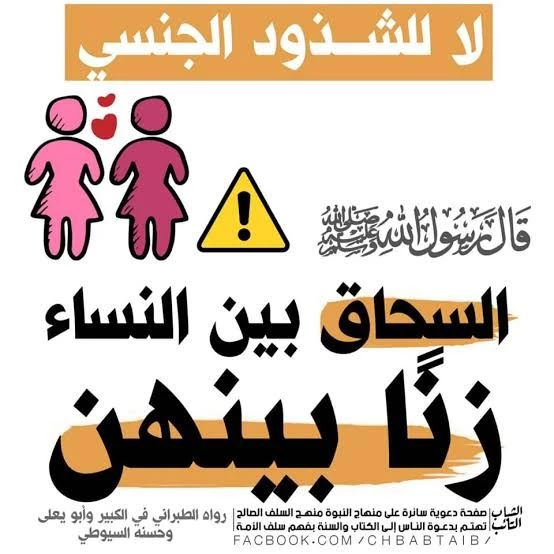 لا للشذوذ الجنسي
قال رسول الله صلى الله عليه وسلم
السحاق بين النساء
زنًا بينهن
الشباب التائب
صفحة دعوية سائرة على منهاج النبوة منهج السلف الصالح
تهتم بدعوة الناس إلى الكتاب والسنة بفهم سلف الأمة
FACBOOK.COM/CHBABTAIB/
رواه الطبراني في الكبير وأبو يعلى
وحسنه السيوطي